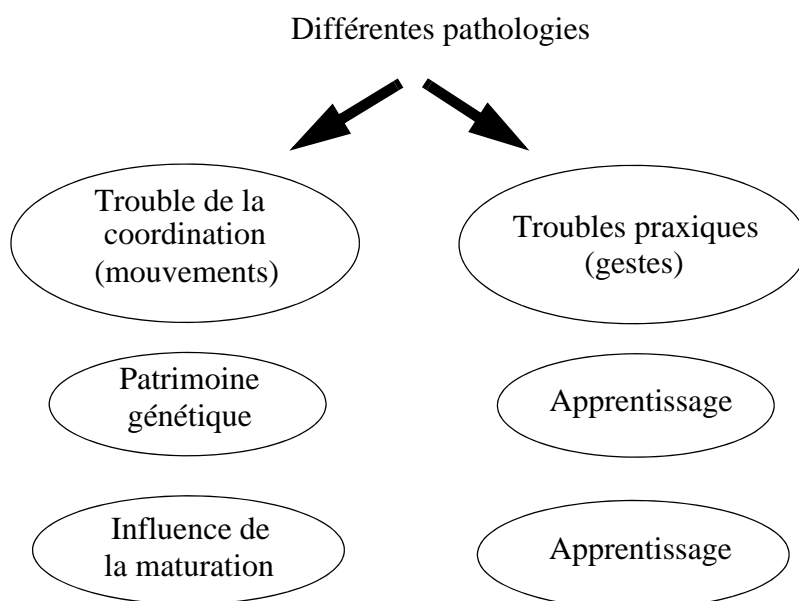 Différentes pathologies
Trouble de la
coordination
(mouvements)
Troubles praxiques
(gestes)
Patrimoine
génétique
Apprentissage
Influence de
la maturation
Apprentissage